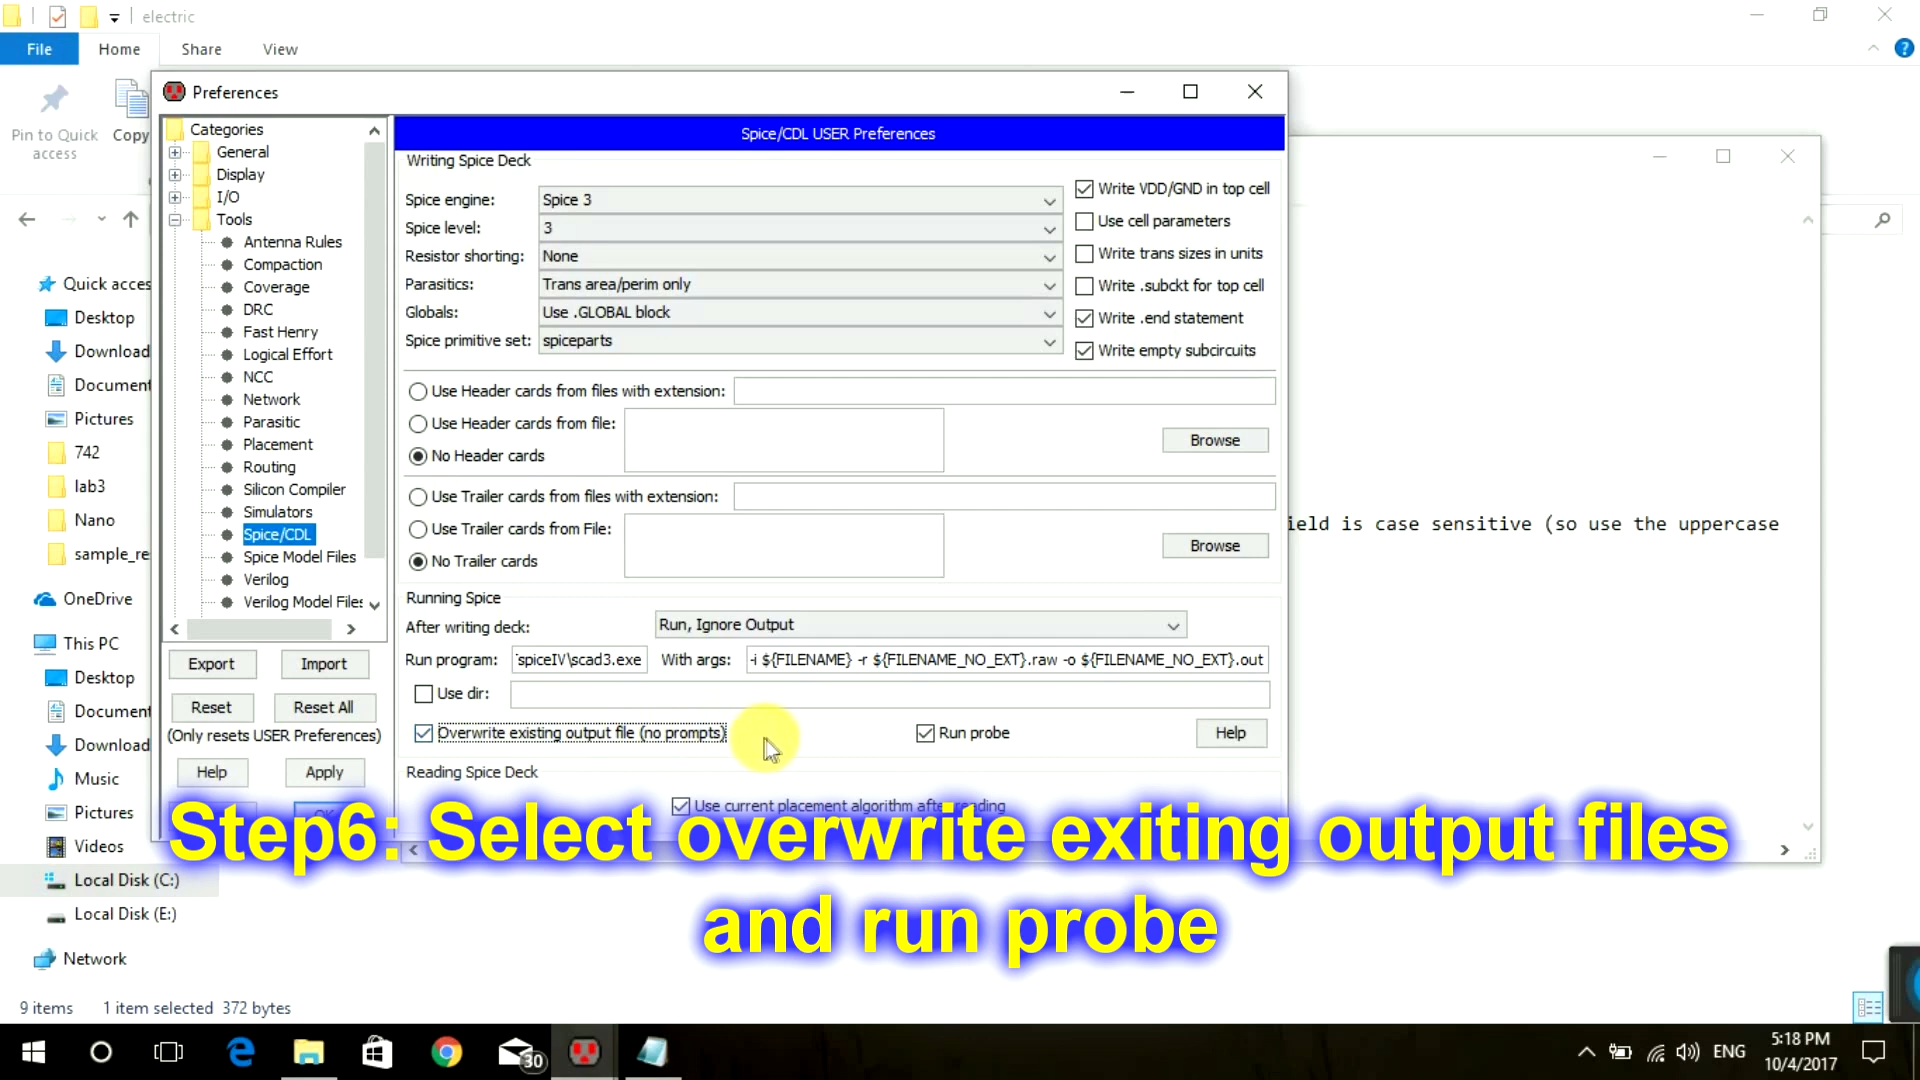 electric
File
Home
Share
View
Pin to Quick
access
Copy
Preferences
Categories
General
Display
I/O
Tools
Antenna Rules
Compaction
Coverage
DRC
Fast Henry
Logical Effort
NCC
Network
Parasitic
Placement
Routing
Silicon Compiler
Simulators
Spice/CDL
Spice Model Files
Verilog
Verilog Model Files
Export
Import
Reset
Reset All
(Only resets USER Preferences)
Help
Apply
Spice/CDL USER Preferences
Writing Spice Deck
Spice engine: Spice 3
Spice level: 3
Resistor shorting: None
Parasitics: Trans area/perim only
Globals: Use .GLOBAL block
Spice primitive set: spiceparts
Write VDD/GND in top cell
Use cell parameters
Write trans sizes in units
Write .subckt for top cell
Write .end statement
Write empty subcircuits
Use Header cards from files with extension:
Use Header cards from file:
No Header cards
Browse
Use Trailer cards from files with extension:
Use Trailer cards from File:
No Trailer cards
Browse
Running Spice
After writing deck: Run, Ignore Output
Run program: spiceIV\scad3.exe With args: -i ${FILENAME} -r ${FILENAME_NO_EXT}.raw -o ${FILENAME_NO_EXT}.out
Use dir:
Overwrite existing output file (no prompts)
Run probe
Help
Reading Spice Deck
Use current placement algorithm after reading
ield is case sensitive (so use the uppercase
Quick acces
Desktop
Download
Document
Pictures
742
lab3
Nano
sample_re
OneDrive
This PC
Desktop
Document
Download
Music
Pictures
Videos
Local Disk (C:)
Local Disk (E:)
Network
Step6: Select overwrite exiting output files
and run probe
9 items 1 item selected 372 bytes
30
ENG
5:18 PM
10/4/2017